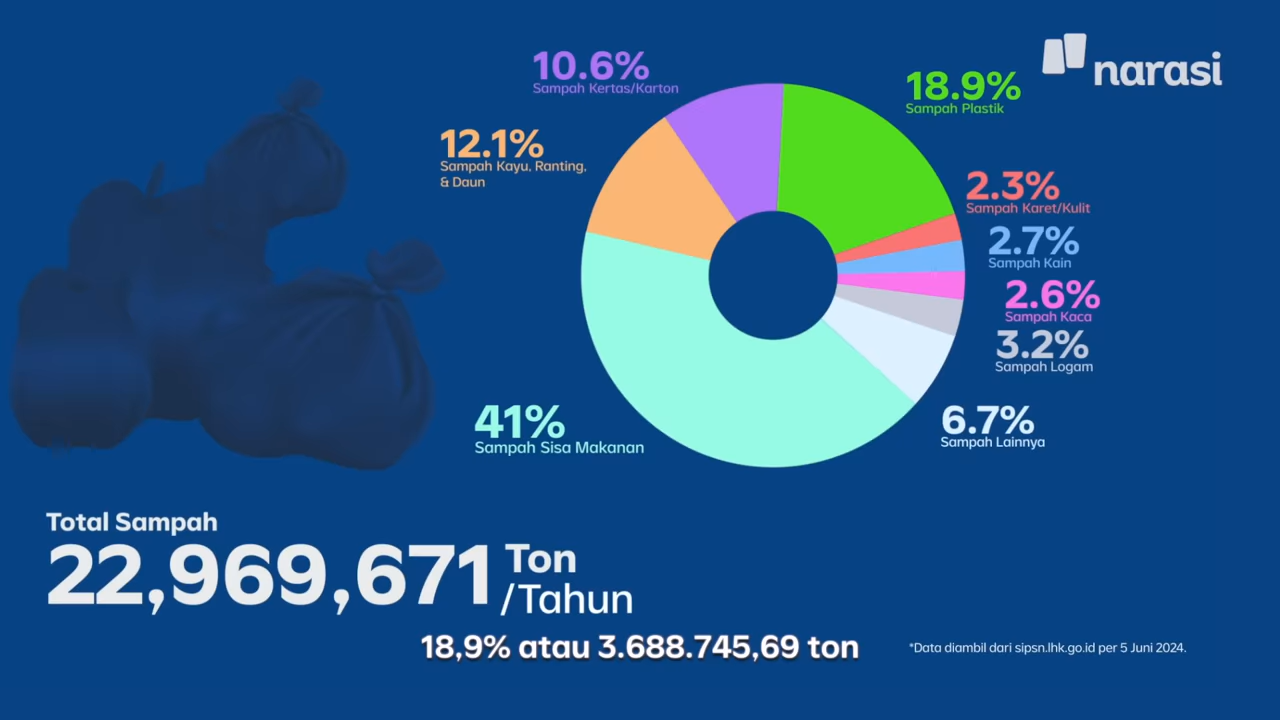 narasi
10.6%
Sampah Kertas/Karton
18.9%
Sampah Plastik
12.1%
Sampah Kayu, Ranting,
& Daun
2.3%
Sampah Karet/Kulit
2.7%
Sampah Kain
2.6%
Sampah Kaca
3.2%
Sampah Logam
41%
Sampah Sisa Makanan
6.7%
Sampah Lainnya
Total Sampah
22,969,671 Ton
/Tahun
18,9% atau 3.688.745,69 ton
*Data diambil dari sipsn.lhk.go.id per 5 Juni 2024.